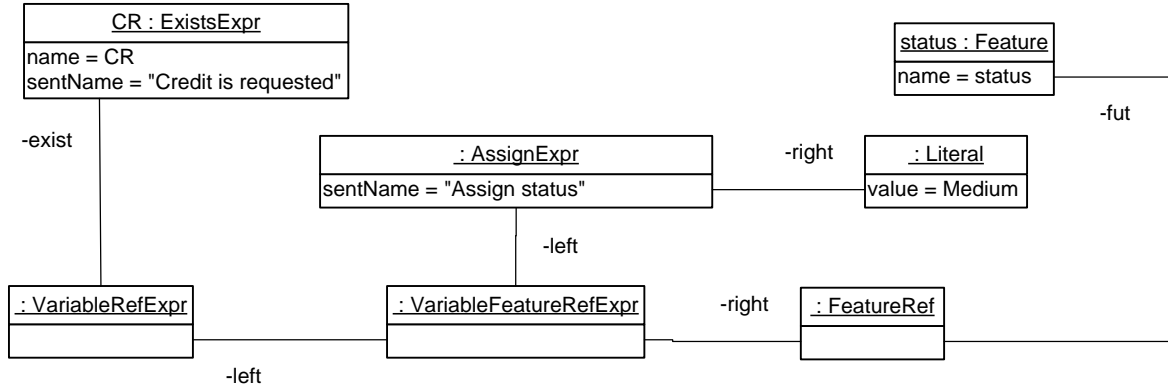 CR : ExistsExpr
name = CR
sentName = "Credit is requested"
status : Feature
name = status
-fut
-exist
: AssignExpr
sentName = "Assign status"
-right
: Literal
value = Medium
-left
: VariableRefExpr
: VariableFeatureRefExpr
-right
: FeatureRef
-left